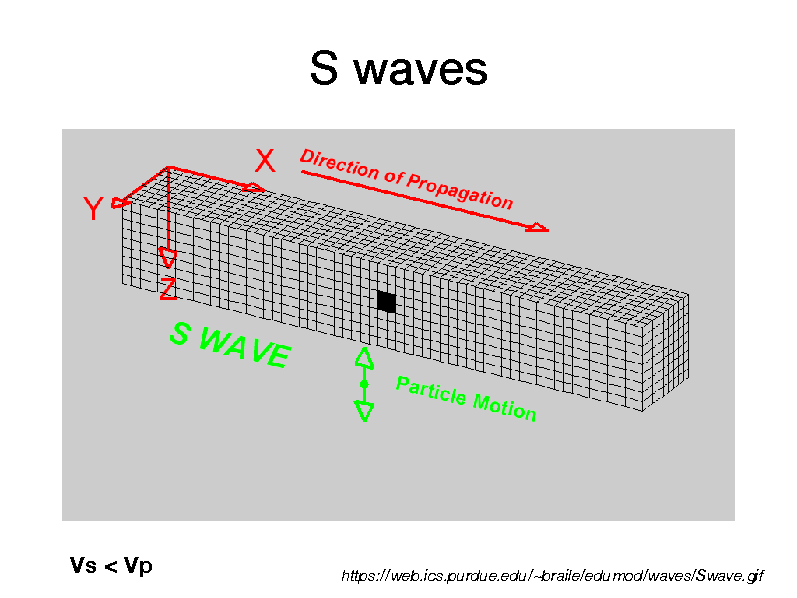 S waves
X
Direction of Propagation
Y
Z
S WAVE
Particle Motion
Vs < Vp
https://web.ics.purdue.edu/~braile/edumod/waves/Swave.gif